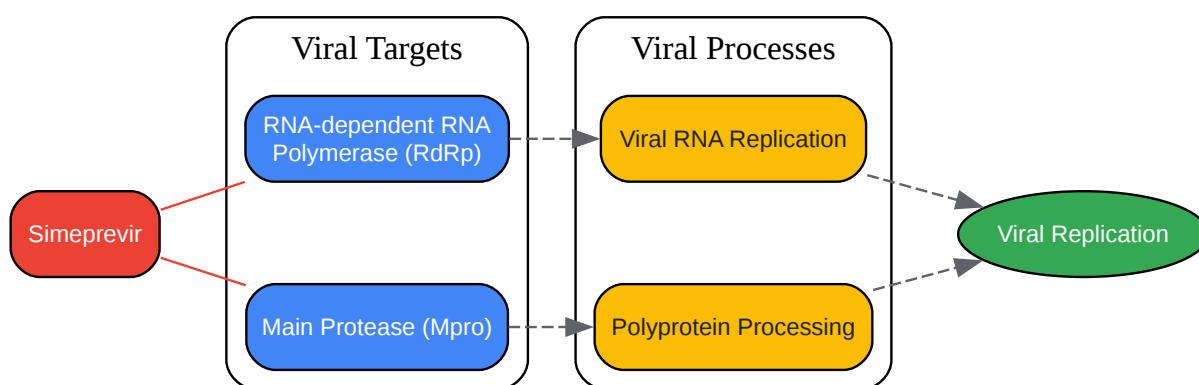 Viral Targets
Viral Processes
RNA-dependent RNA
Polymerase (RdRp)
Viral RNA Replication
Simeprevir
Viral Replication
Main Protease (Mpro)
Polyprotein Processing